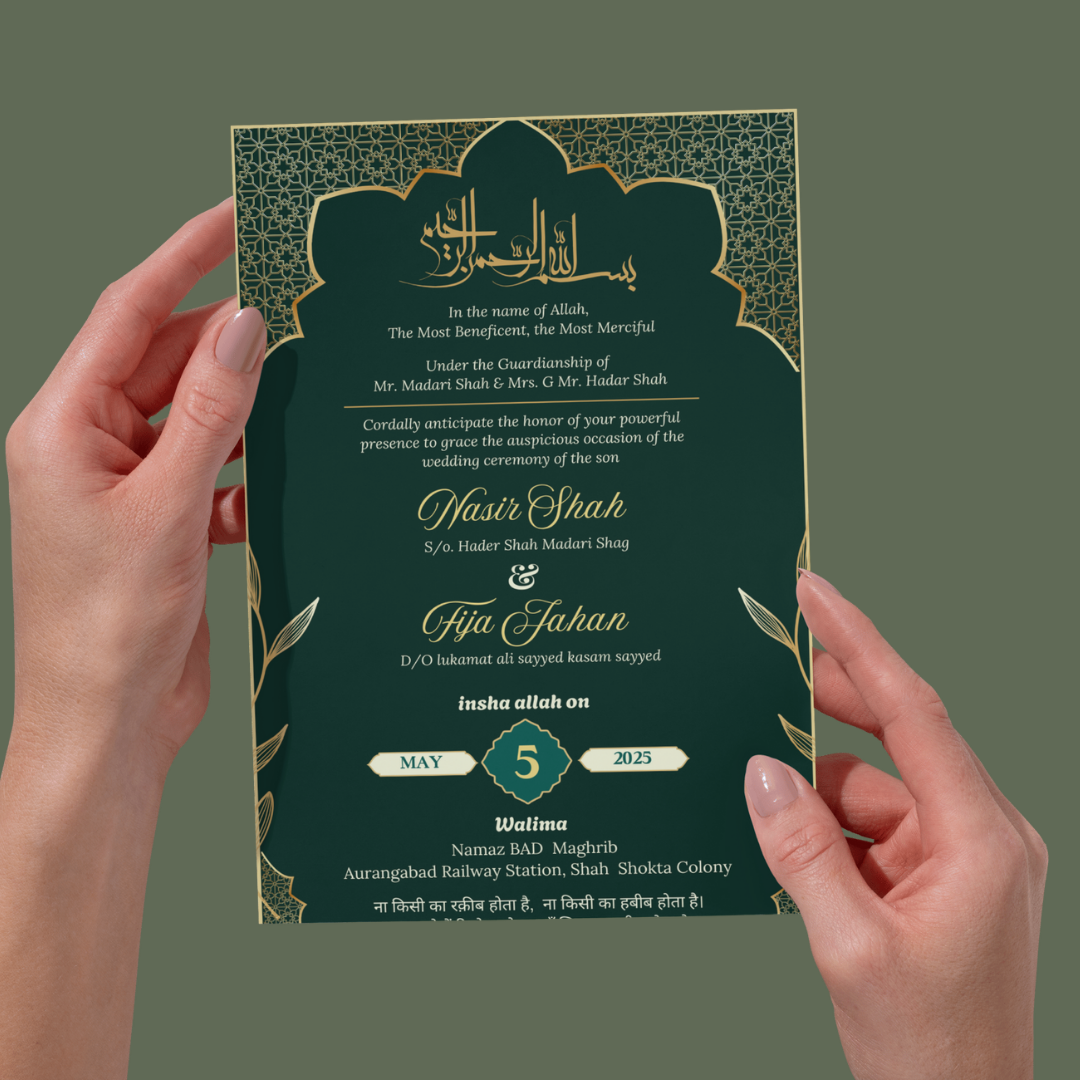 بسم الله الرحمن الرحيم
In the name of Allah,
The Most Beneficent, the Most Merciful
Under the Guardianship of
Mr. Madari Shah & Mrs. G Mr. Hadar Shah
Cordally anticipate the honor of your powerful
presence to grace the auspicious occasion of the
wedding ceremony of the son
Nasir Shah
S/o. Hader Shah Madari Shag
&
Fija Jahan
D/O lukamat ali sayyed kasam sayyed
insha allah on
MAY 5 2025
Walima
Namaz BAD Maghrib
Aurangabad Railway Station, Shah Shokta Colony
ना किसी का रक़ीब होता है, ना किसी का हबीब होता है।